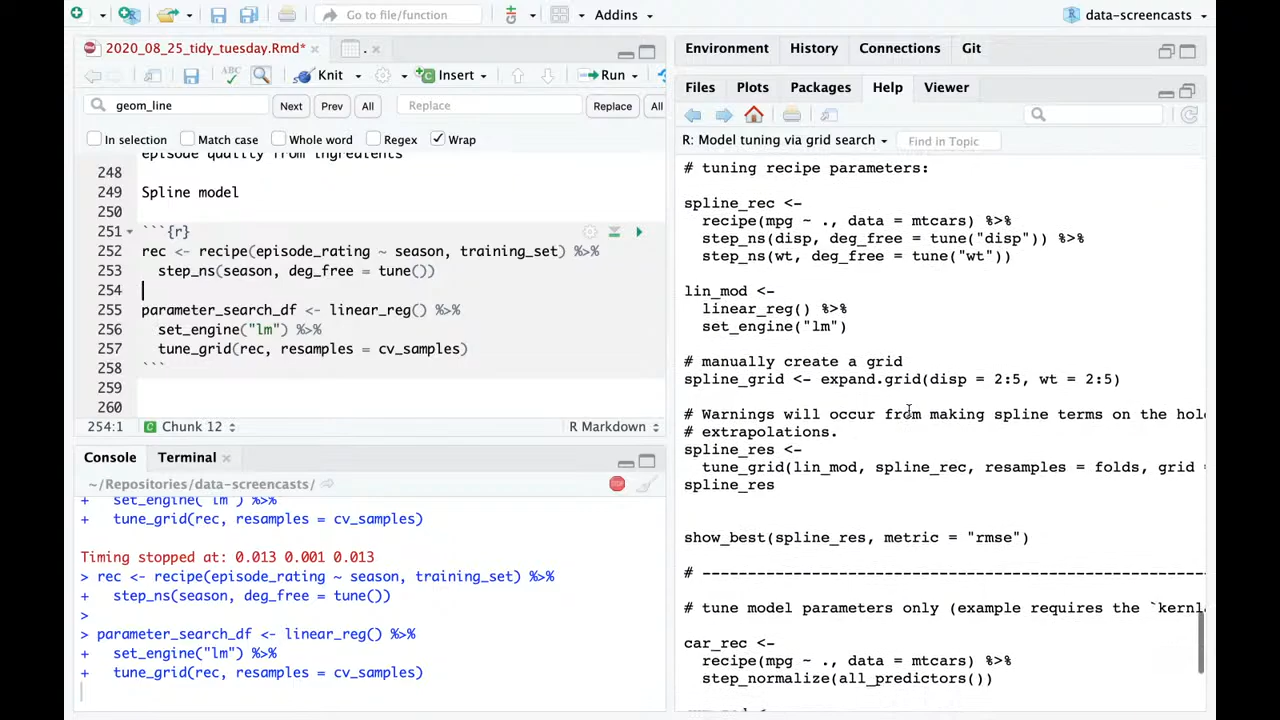 Go to file/function
Addins
data-screencasts
2020_08_25_tidy_tuesday.Rmd*
.
ABC
Knit
Insert
Run
geom_line
Next
Prev
All
Replace
Replace
All
In selection
Match case
Whole word
Regex
Wrap
episode quality from ingredients
248
249 Spline model
250
251 ```{r}
252 rec <- recipe(episode_rating ~ season, training_set) %>%
253 step_ns(season, deg_free = tune())
254
255 parameter_search_df <- linear_reg() %>%
256 set_engine("lm") %>%
257 tune_grid(rec, resamples = cv_samples)
258 ```
259
260
254:1
Chunk 12
R Markdown
Console
Terminal
~/Repositories/data-screencasts/
+ set_engine("lm") %>%
+ tune_grid(rec, resamples = cv_samples)
Timing stopped at: 0.013 0.001 0.013
> rec <- recipe(episode_rating ~ season, training_set) %>%
+ step_ns(season, deg_free = tune())
>
> parameter_search_df <- linear_reg() %>%
+ set_engine("lm") %>%
+ tune_grid(rec, resamples = cv_samples)
Environment
History
Connections
Git
Files
Plots
Packages
Help
Viewer
R: Model tuning via grid search
Find in Topic
# tuning recipe parameters:
spline_rec <-
recipe(mpg ~ ., data = mtcars) %>%
step_ns(disp, deg_free = tune("disp")) %>%
step_ns(wt, deg_free = tune("wt"))
lin_mod <-
linear_reg() %>%
set_engine("lm")
# manually create a grid
spline_grid <- expand.grid(disp = 2:5, wt = 2:5)
# Warnings will occur from making spline terms on the hol
# extrapolations.
spline_res <-
tune_grid(lin_mod, spline_rec, resamples = folds, grid =
spline_res
show_best(spline_res, metric = "rmse")
# ------------------------------------------------
# tune model parameters only (example requires the `kernl
car_rec <-
recipe(mpg ~ ., data = mtcars) %>%
step_normalize(all_predictors())